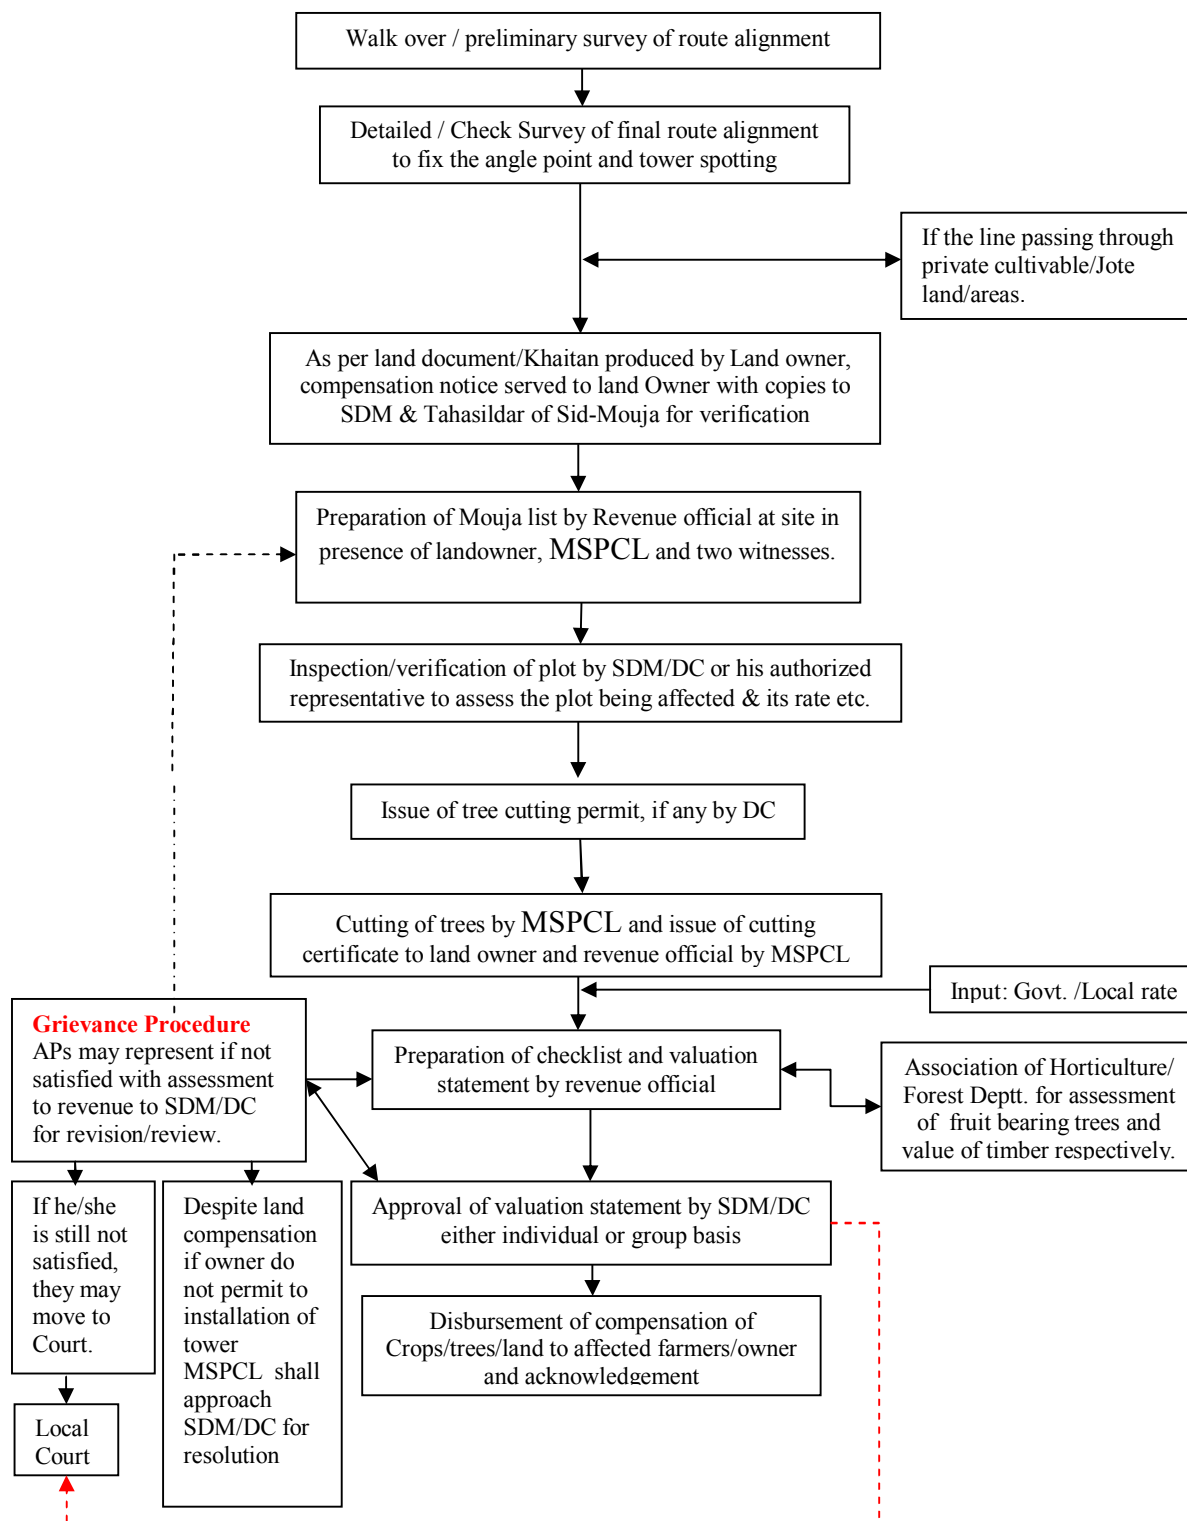 Walk over / preliminary survey of route alignment
Detailed / Check Survey of final route alignment
to fix the angle point and tower spotting
If the line passing through
private cultivable/Jote
land/areas.
As per land document/Khaitan produced by Land owner,
compensation notice served to land Owner with copies to
SDM & Tahasildar of Sid-Mouja for verification
Preparation of Mouja list by Revenue official at site in
presence of landowner, MSPCL and two witnesses.
Inspection/verification of plot by SDM/DC or his authorized
representative to assess the plot being affected & its rate etc.
Issue of tree cutting permit, if any by DC
Cutting of trees by MSPCL and issue of cutting
certificate to land owner and revenue official by MSPCL
Input: Govt. /Local rate
Grievance Procedure
APs may represent if not
satisfied with assessment
to revenue to SDM/DC
for revision/review.
Preparation of checklist and valuation
statement by revenue official
Association of Horticulture/
Forest Deptt. for assessment
of fruit bearing trees and
value of timber respectively.
If he/she
is still not
satisfied,
they may
move to
Court.
Despite land
compensation
if owner do
not permit to
installation of
tower
MSPCL shall
approach
SDM/DC for
resolution
Approval of valuation statement by SDM/DC
either individual or group basis
Disbursement of compensation of
Crops/trees/land to affected farmers/owner
and acknowledgement
Local
Court